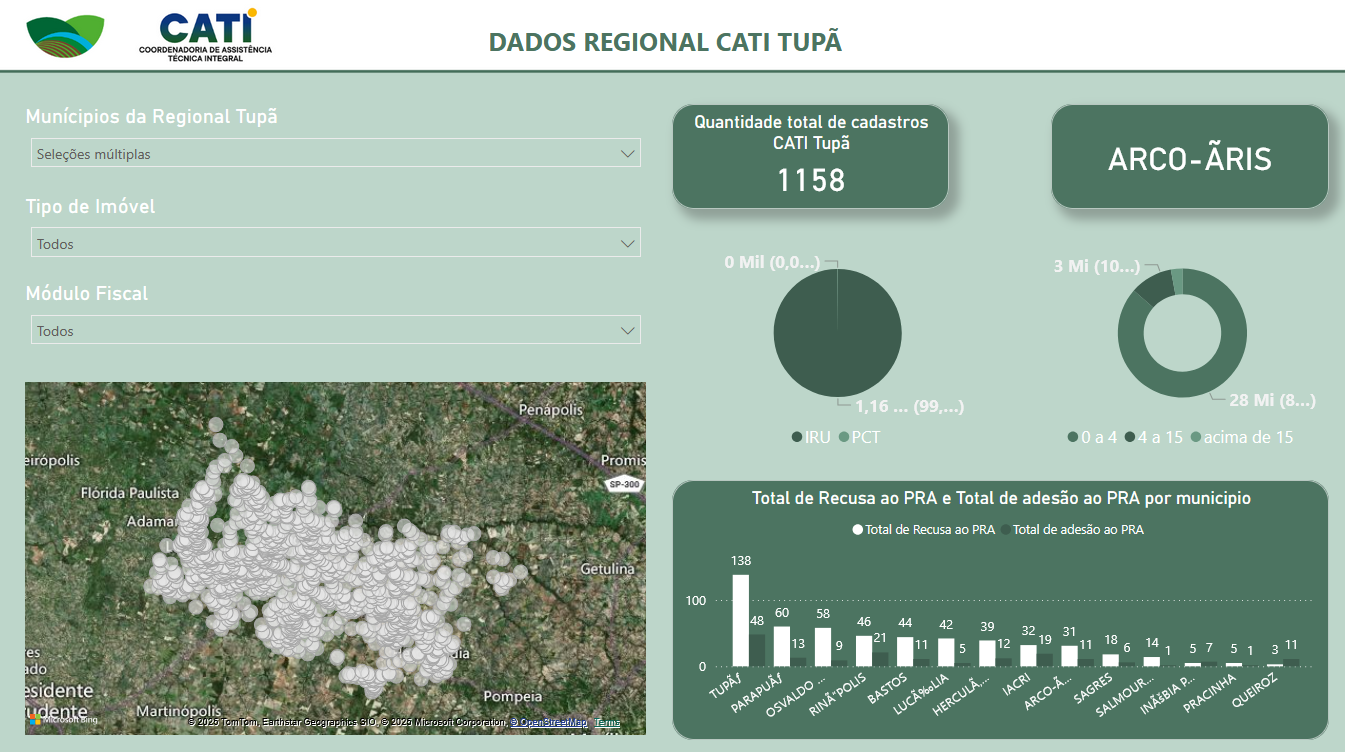 CATI
COORDENADORIA DE ASSISTÊNCIA
TÉCNICA INTEGRAL
DADOS REGIONAL CATI TUPÃ
Munícipios da Regional Tupã
Seleções múltiplas
Tipo de Imóvel
Todos
Módulo Fiscal
Todos
Quantidade total de cadastros
CATI Tupã
1158
ARCO-ÃRIS
0 Mil (0,0...)
1,16 ... (99,...)
IRU PCT
3 Mi (10...)
28 Mi (8...)
0 a 4 4 a 15 acima de 15
Penápolis
eirópolis
Promis
SP-300
Flórida Paulista
Adama
Getulina
dia
res
ado
esidente
udente
Pompeia
Martinópolis
Microsoft Bing
© 2025 TomTom, Earthstar Geographics SIO, © 2025 Microsoft Corporation, © OpenStreetMap Terms
Total de Recusa ao PRA e Total de adesão ao PRA por municipio
Total de Recusa ao PRA Total de adesão ao PRA
100
0
138 48 60 13 58 9 46 21 44 11 42 5 39 12 32 19 31 11 18 6 14 1 5 7 5 1 3 11
TUPÃƒ
PARAPUÃƒ
OSVALDO ...
RINÃ“POLIS
BASTOS
LUCÃ‰LIA
HERCULÃ...
IACRI
ARCO-Ã...
SAGRES
SALMOUR...
INÃšBIA P...
PRACINHA
QUEIROZ